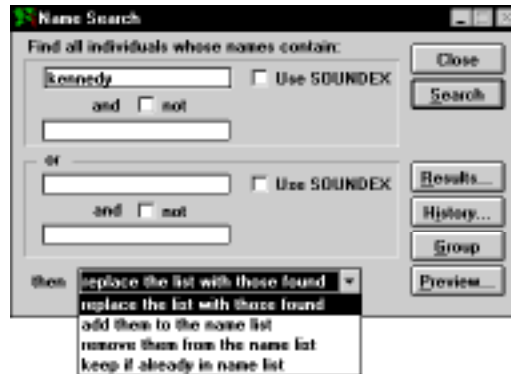 Name Search
Find all individuals whose names contain:
kennedy
Use SOUNDEX
and not
or
Use SOUNDEX
and not
then replace the list with those found
replace the list with those found
add them to the name list
remove them from the name list
keep if already in name list
Close
Search
Results...
History...
Group
Preview...